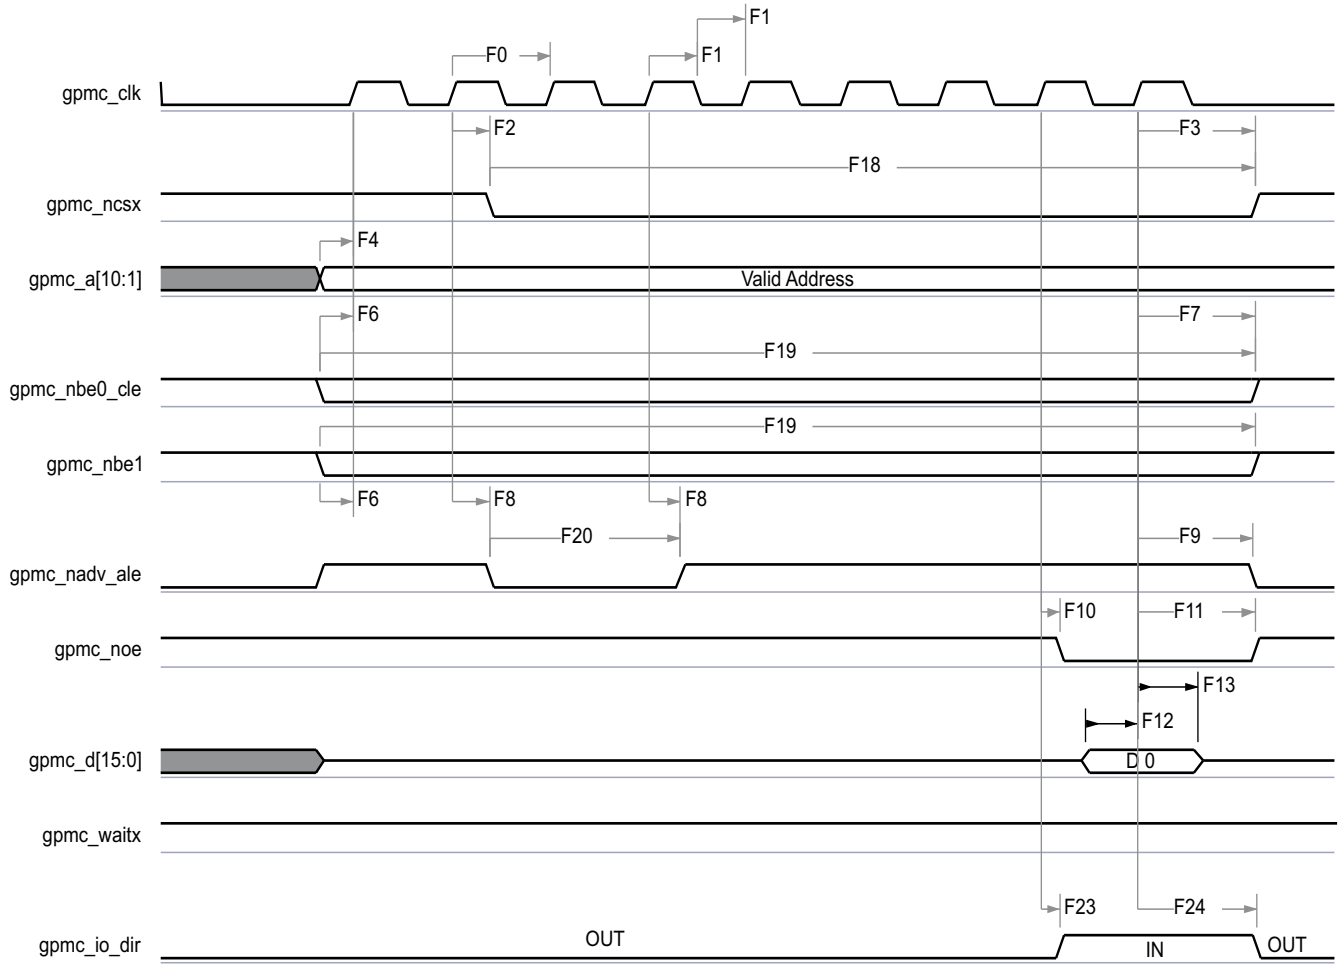 F1
F0
F1
gpmc_clk
F2
F3
F18
gpmc_ncsx
F4
gpmc_a[10:1]
Valid Address
F6
F7
F19
gpmc_nbe0_cle
F19
gpmc_nbe1
F6
F8
F8
F20
F9
gpmc_nadv_ale
F10
F11
gpmc_noe
F13
F12
gpmc_d[15:0]
D 0
gpmc_waitx
F23
F24
gpmc_io_dir
OUT
IN
OUT